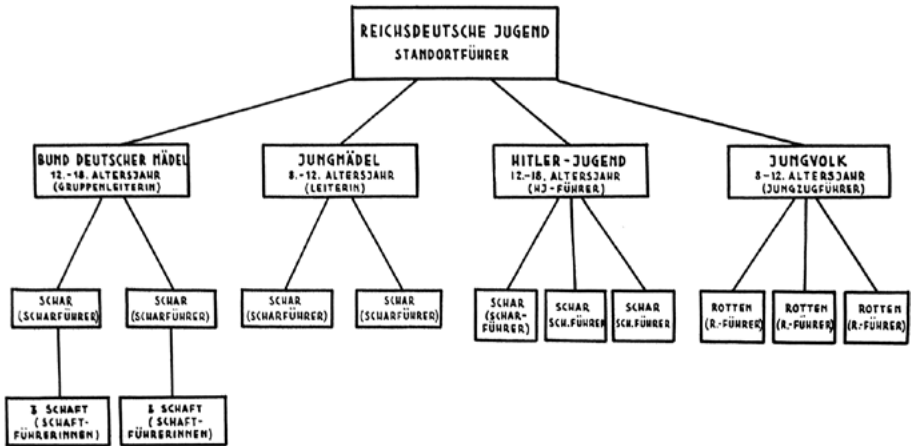 REICHSDEUTSCHE JUGEND
STANDORTFÜHRER
BUND DEUTSCHER MÄDEL
12.-18. ALTERSJAHR
(GRUPPENLEITERIN)
JUNGMÄDEL
8.-12. ALTERSJAHR
(LEITERIN)
HITLER-JUGEND
12.-18. ALTERSJAHR
(HJ-FÜHRER)
JUNGVOLK
8-12. ALTERSJAHR
(JUNGZUGFÜHRER)
SCHAR
(SCHARFÜHRER)
SCHAR
(SCHARFÜHRER)
SCHAR
(SCHARFÜHRER)
SCHAR
(SCHARFÜHRER)
SCHAR
(SCHAR-
FÜHRER)
SCHAR
SCH.FÜHRER
SCHAR
SCH.FÜHRER
ROTTEN
(R.-FÜHRER)
ROTTEN
(R.-FÜHRER)
ROTTEN
(R.-FÜHRER)
SCHAFT
(SCHAFT-
FÜHRERINNEN)
SCHAFT
(SCHAFT-
FÜHRERINNEN)